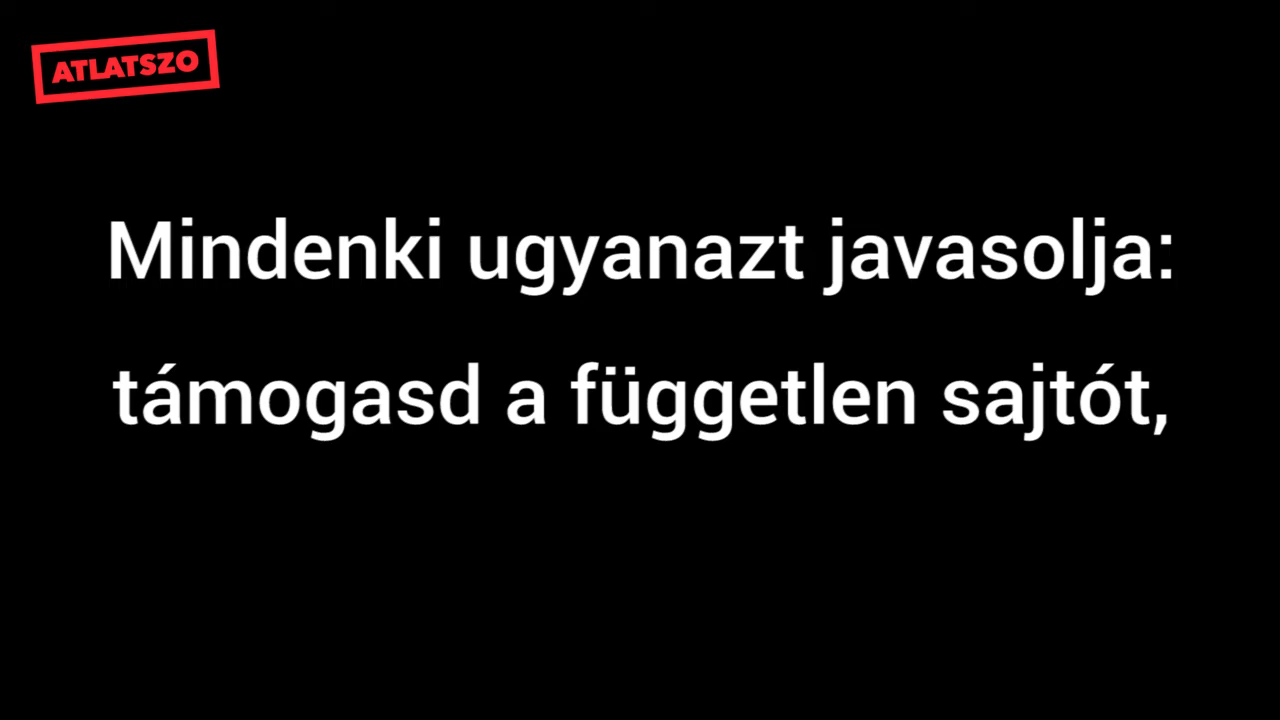 ATLATSZO
Mindenki ugyanazt javasolja:
támogasd a független sajtót,